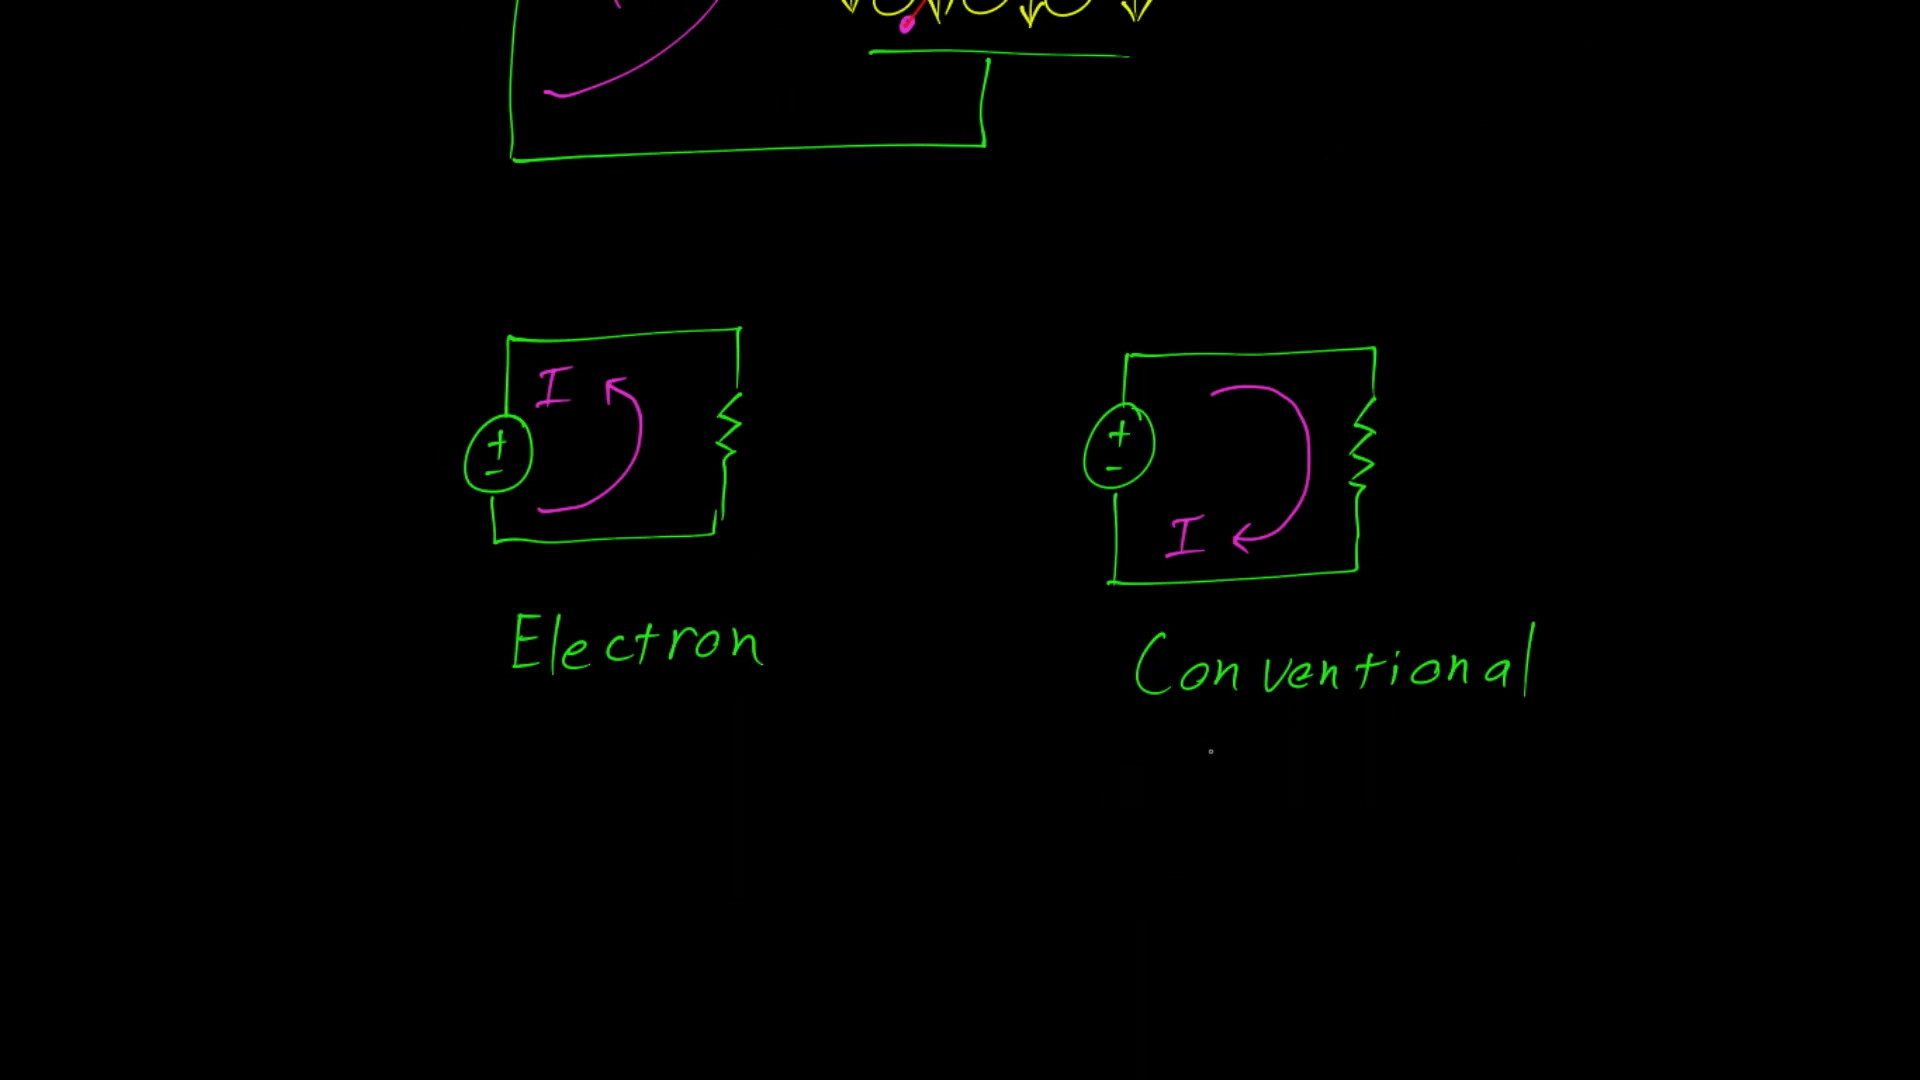 I
+
-
+
-
I
Electron
Conventional